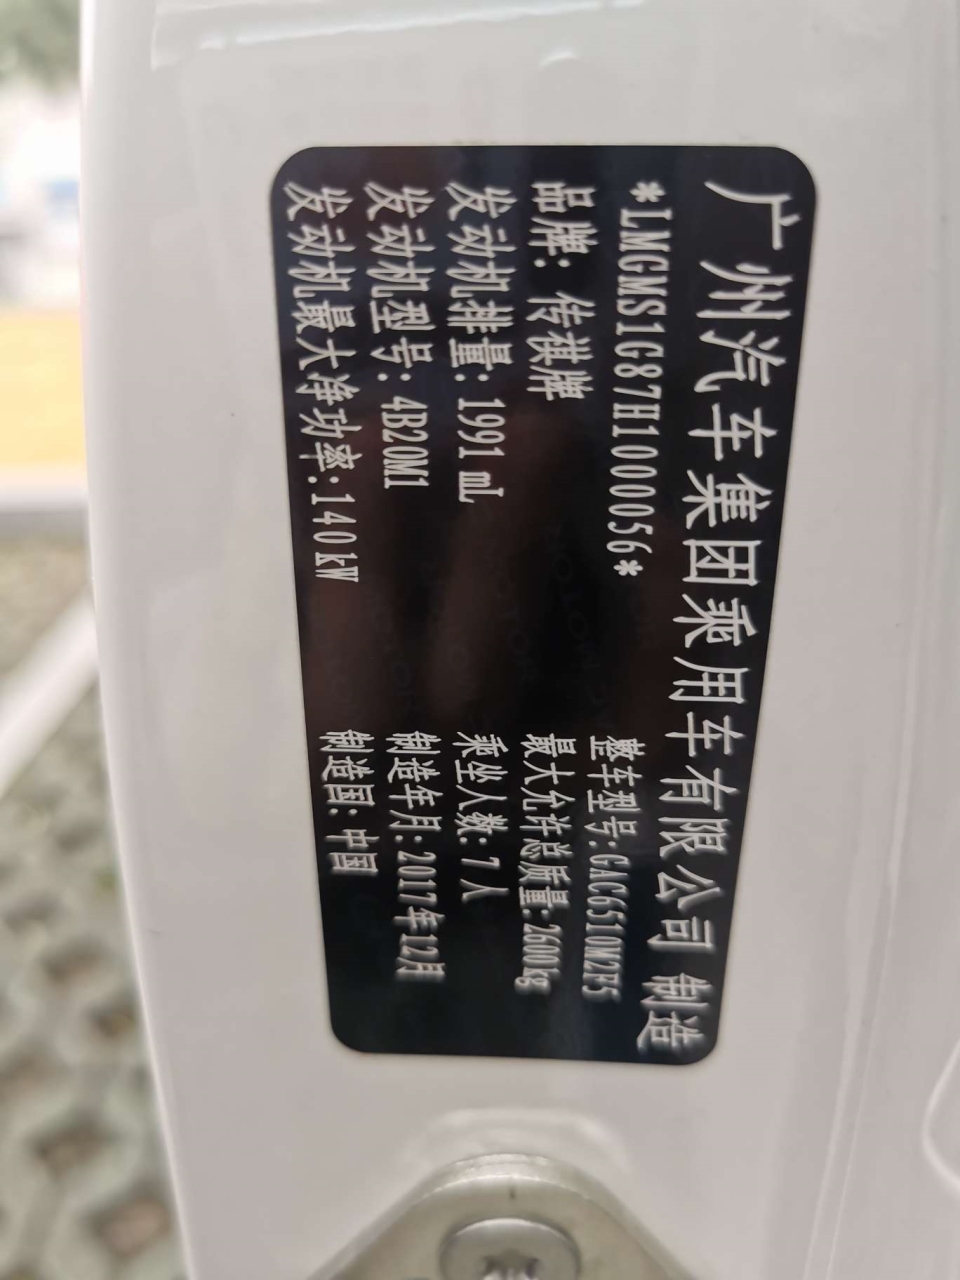 广州汽车集团乘用车有限公司 制造
*LMGMS1G87H1000056*
整车型号:GAC6510M2F5
品牌: 传祺牌
最大允许总质量:2600kg
发动机排量:1991 mL
乘坐人数: 7 人
发动机型号:4B20M1
制造年月:2017年12月
发动机最大净功率:140kW
制造国: 中国